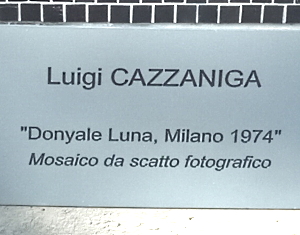 Luigi CAZZANIGA
"Donyale Luna, Milano 1974"
Mosaico da scatto fotografico